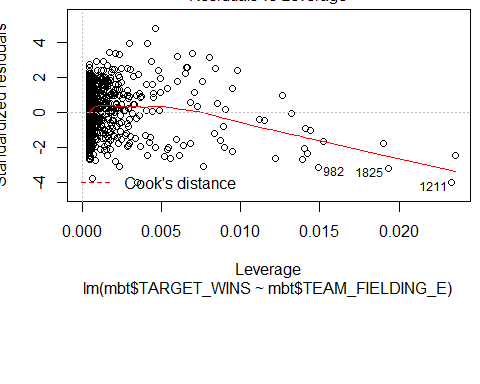 Residuals vs Leverage
Standardized residuals
4
2
0
-2
-4
Cook's distance
982
1825
1211
0.000
0.005
0.010
0.015
0.020
Leverage
lm(mbt$TARGET_WINS ~ mbt$TEAM_FIELDING_E)